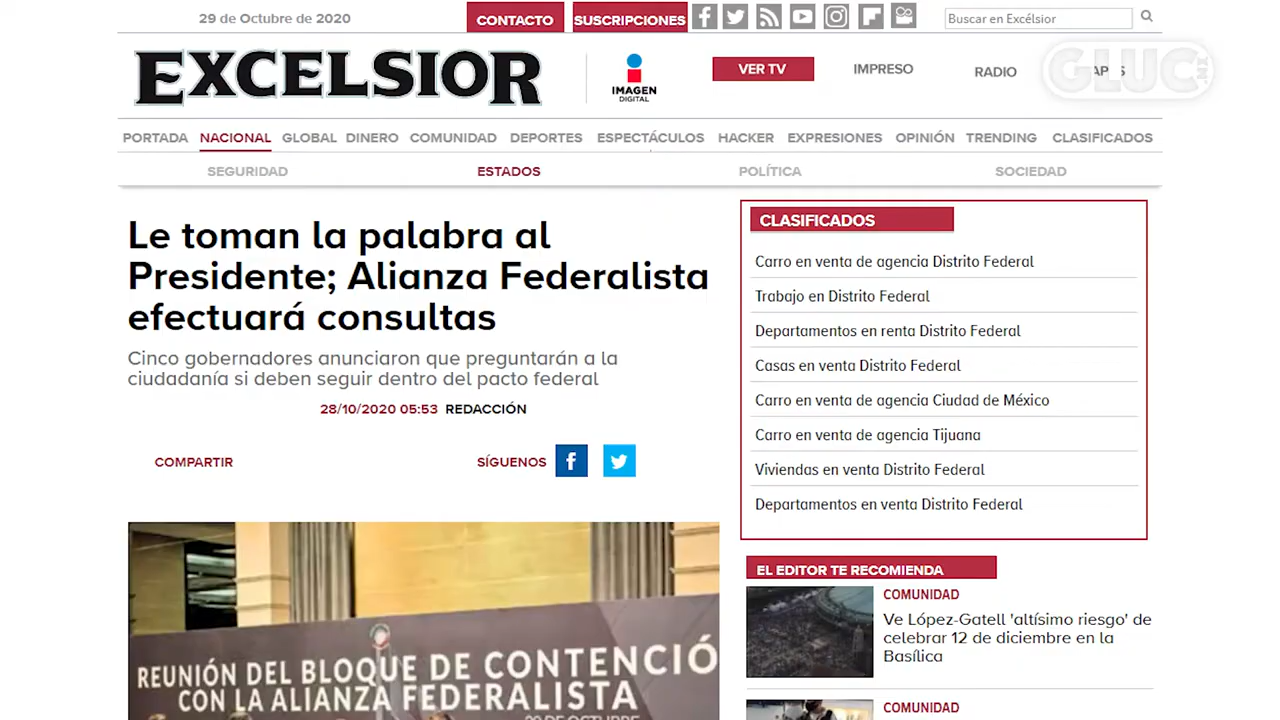 29 de Octubre de 2020
CONTACTO
SUSCRIPCIONES
Buscar en Excélsior
EXCELSIOR
IMAGEN
DIGITAL
VER TV
IMPRESO
RADIO
GLUC.MX
PORTADA NACIONAL GLOBAL DINERO COMUNIDAD DEPORTES ESPECTÁCULOS HACKER EXPRESIONES OPINIÓN TRENDING CLASIFICADOS
SEGURIDAD ESTADOS POLÍTICA SOCIEDAD
Le toman la palabra al
Presidente; Alianza Federalista
efectuará consultas
Cinco gobernadores anunciaron que preguntarán a la
ciudadanía si deben seguir dentro del pacto federal
28/10/2020 05:53 REDACCIÓN
COMPARTIR
SÍGUENOS
REUNIÓN DEL BLOQUE DE CONTENCIÓ
CON LA ALIANZA FEDERALISTA
CLASIFICADOS
Carro en venta de agencia Distrito Federal
Trabajo en Distrito Federal
Departamentos en renta Distrito Federal
Casas en venta Distrito Federal
Carro en venta de agencia Ciudad de México
Carro en venta de agencia Tijuana
Viviendas en venta Distrito Federal
Departamentos en venta Distrito Federal
EL EDITOR TE RECOMIENDA
COMUNIDAD
Ve López-Gatell 'altísimo riesgo' de
celebrar 12 de diciembre en la
Basílica
COMUNIDAD